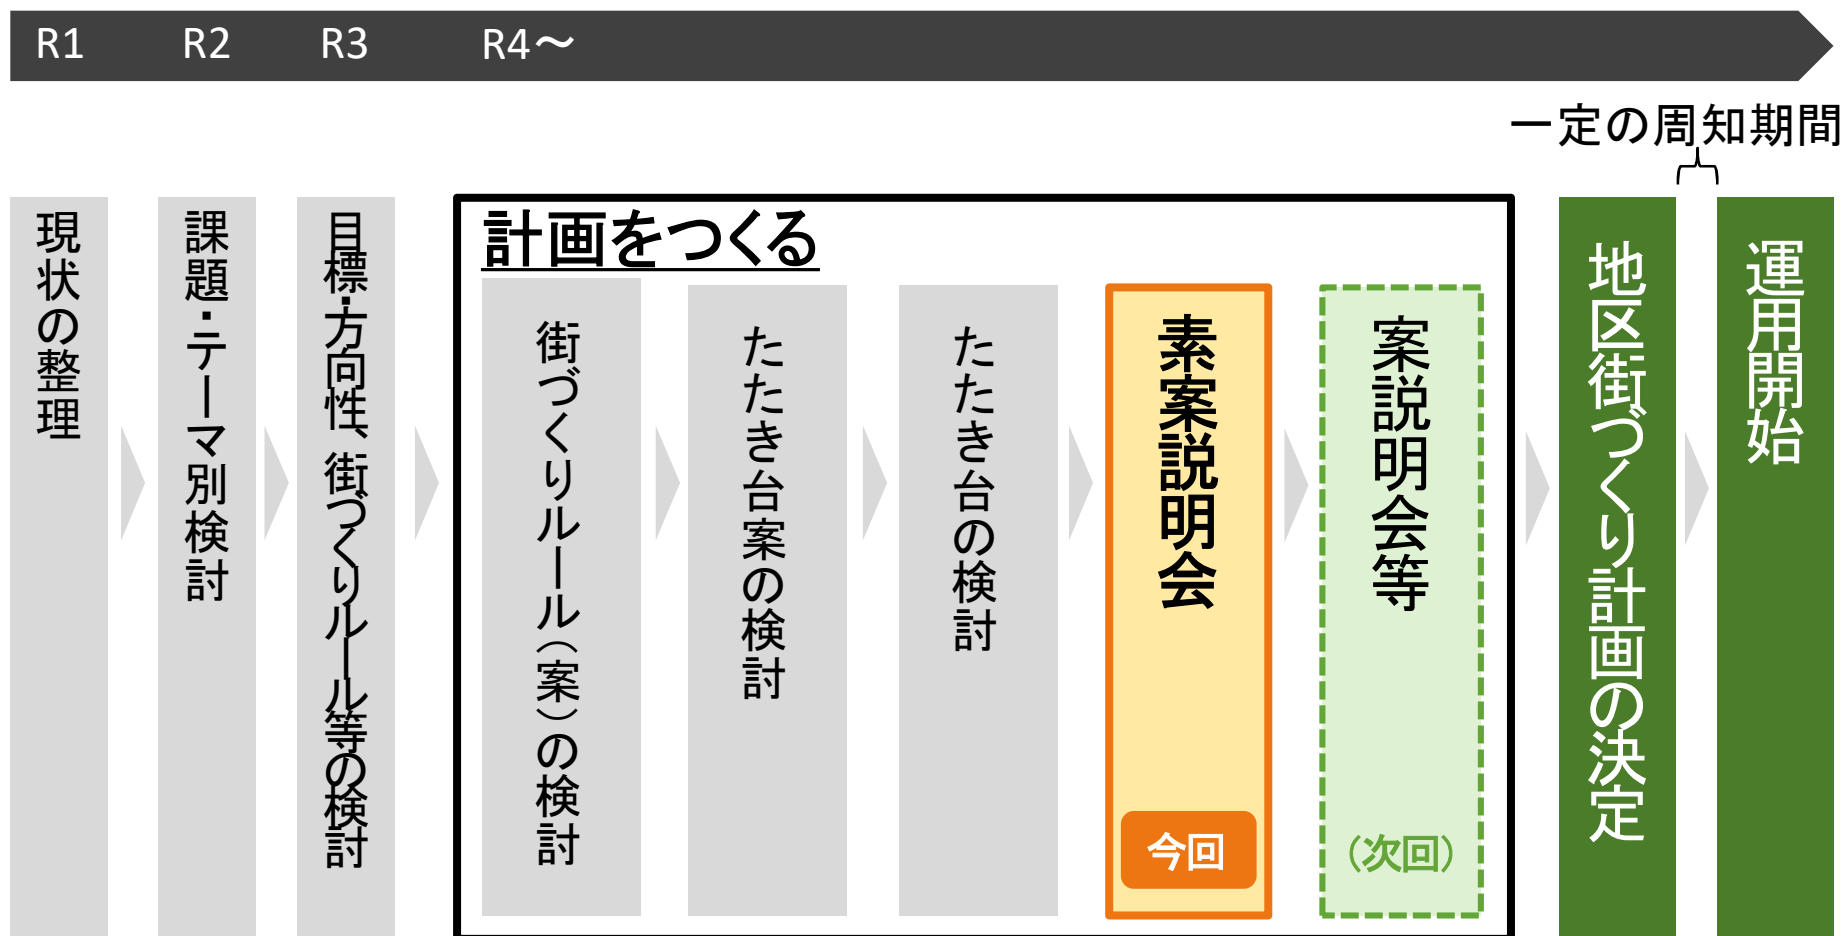 R1
R2
R3
R4～
一定の周知期間
現状の整理
課題・テーマ別検討
目標・方向性、街づくりルール等の検討
計画をつくる
街づくりルール（案）の検討
たたき台案の検討
たたき台の検討
素案説明会
今回
案説明会等
（次回）
地区街づくり計画の決定
運用開始